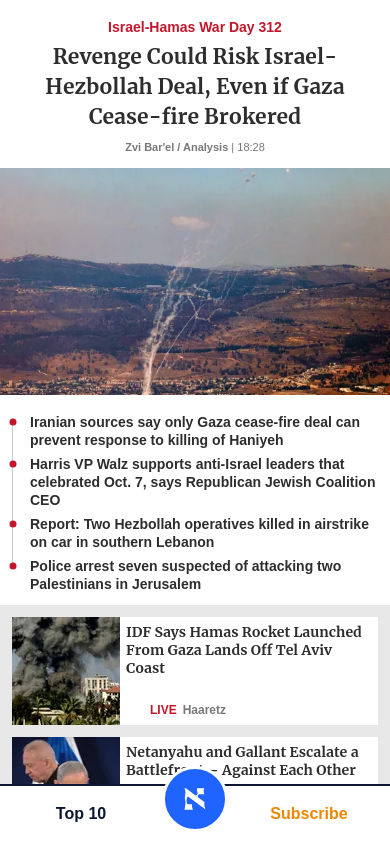 Israel-Hamas War Day 312
Revenge Could Risk Israel-
Hezbollah Deal, Even if Gaza
Cease-fire Brokered
Zvi Bar'el / Analysis | 18:28
Iranian sources say only Gaza cease-fire deal can
prevent response to killing of Haniyeh
Harris VP Walz supports anti-Israel leaders that
celebrated Oct. 7, says Republican Jewish Coalition
CEO
Report: Two Hezbollah operatives killed in airstrike
on car in southern Lebanon
Police arrest seven suspected of attacking two
Palestinians in Jerusalem
IDF Says Hamas Rocket Launched
From Gaza Lands Off Tel Aviv
Coast
LIVE Haaretz
Netanyahu and Gallant Escalate a
Against Each Other
Top 10
Subscribe